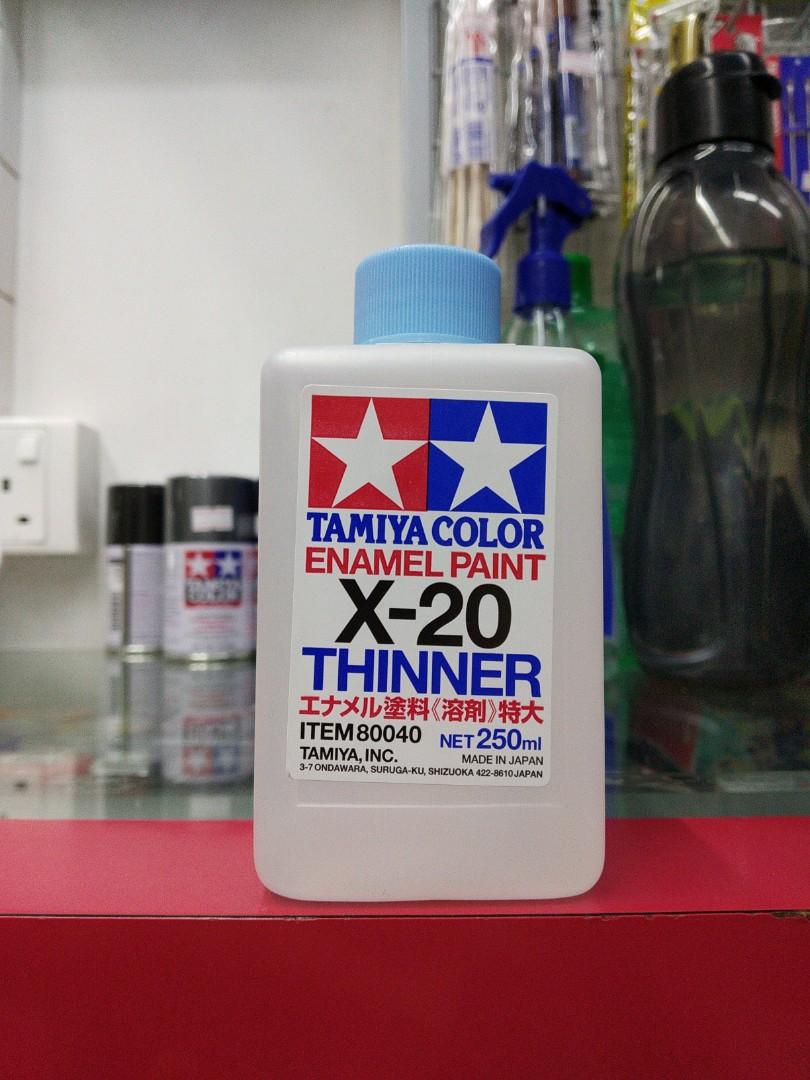 TAMIYA COLOR
ENAMEL PAINT
X-20
THINNER
エナメル塗料《溶剤》特大
ITEM 80040
NET 250ml
TAMIYA, INC.
MADE IN JAPAN
3-7 ONDAWARA, SURUGA-KU, SHIZUOKA 422-8610 JAPAN